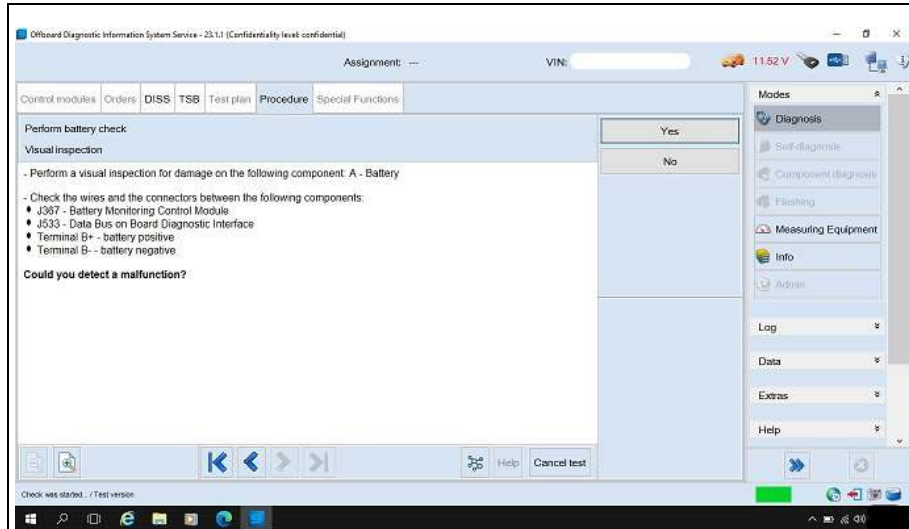 Offboard Diagnostic Information System Service - 23.1.1 (Confidentiality level: confidential)
Assignment: ---
VIN:
11.52 V
Control modules
Orders
DISS
TSB
Test plan
Procedure
Special Functions
Perform battery check
Visual inspection
- Perform a visual inspection for damage on the following component: A - Battery
- Check the wires and the connectors between the following components:
• J367 - Battery Monitoring Control Module
• J533 - Data Bus on Board Diagnostic Interface
• Terminal B+ - battery positive
• Terminal B- - battery negative
Could you detect a malfunction?
Yes
No
Modes
Diagnosis
Self-diagnosis
Component diagnosis
Flashing
Measuring Equipment
Info
Admin
Log
Data
Extras
Help
Help
Cancel test
Check was started... / Test version